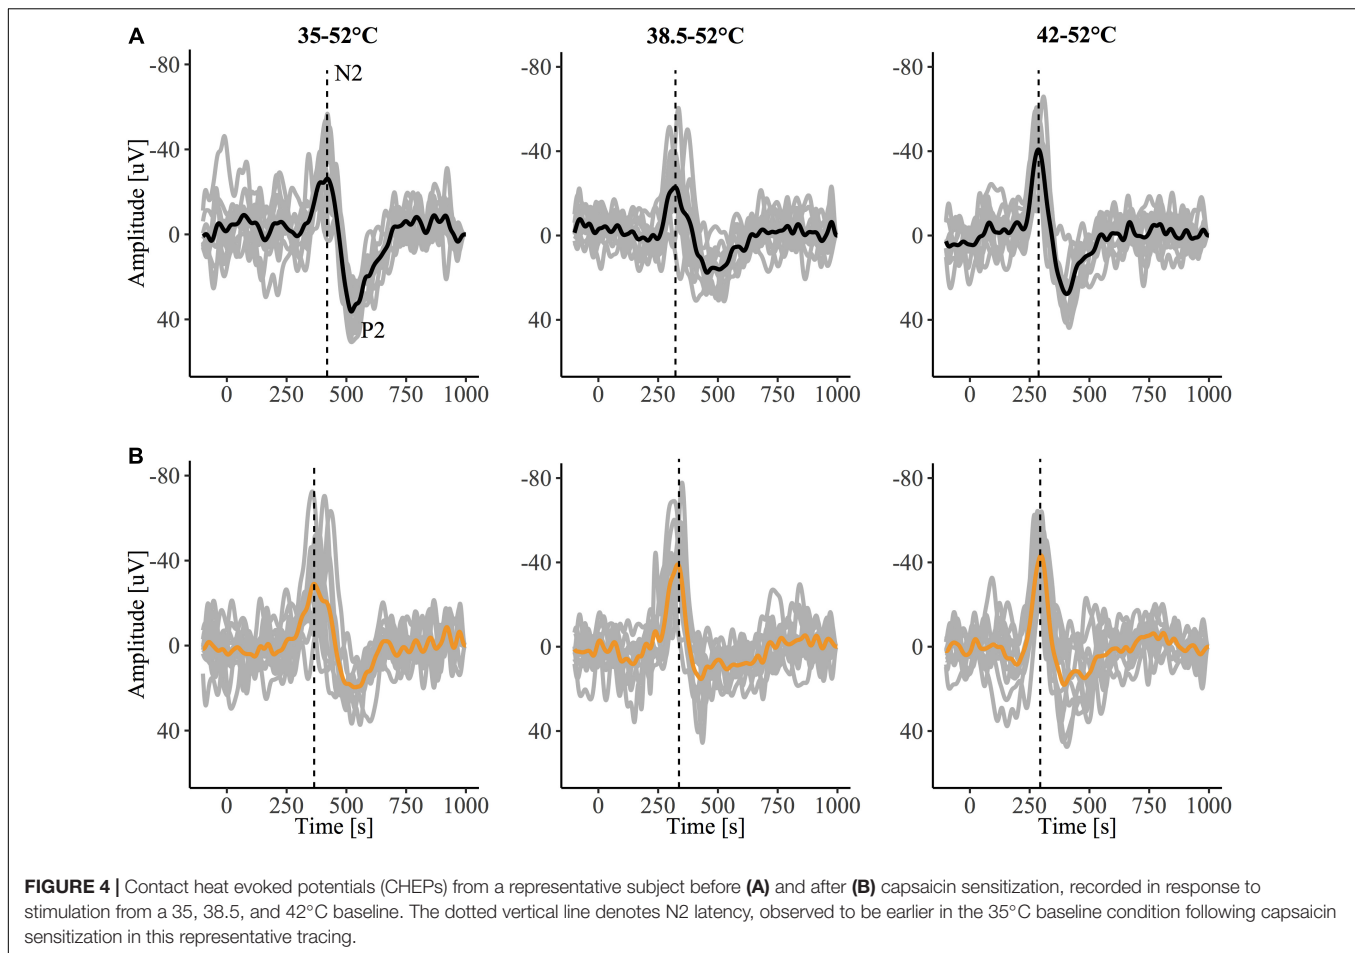 A
35-52°C
38.5-52°C
42-52°C
-80
-40
0
40
Amplitude [uV]
N2
P2
0 250 500 750 1000
-80
-40
0
40
0 250 500 750 1000
-80
-40
0
40
0 250 500 750 1000
B
-80
-40
0
40
Amplitude [uV]
0 250 500 750 1000
Time [s]
-80
-40
0
40
0 250 500 750 1000
Time [s]
-80
-40
0
40
0 250 500 750 1000
Time [s]
FIGURE 4 | Contact heat evoked potentials (CHEPs) from a representative subject before (A) and after (B) capsaicin sensitization, recorded in response to
stimulation from a 35, 38.5, and 42°C baseline. The dotted vertical line denotes N2 latency, observed to be earlier in the 35°C baseline condition following capsaicin
sensitization in this representative tracing.